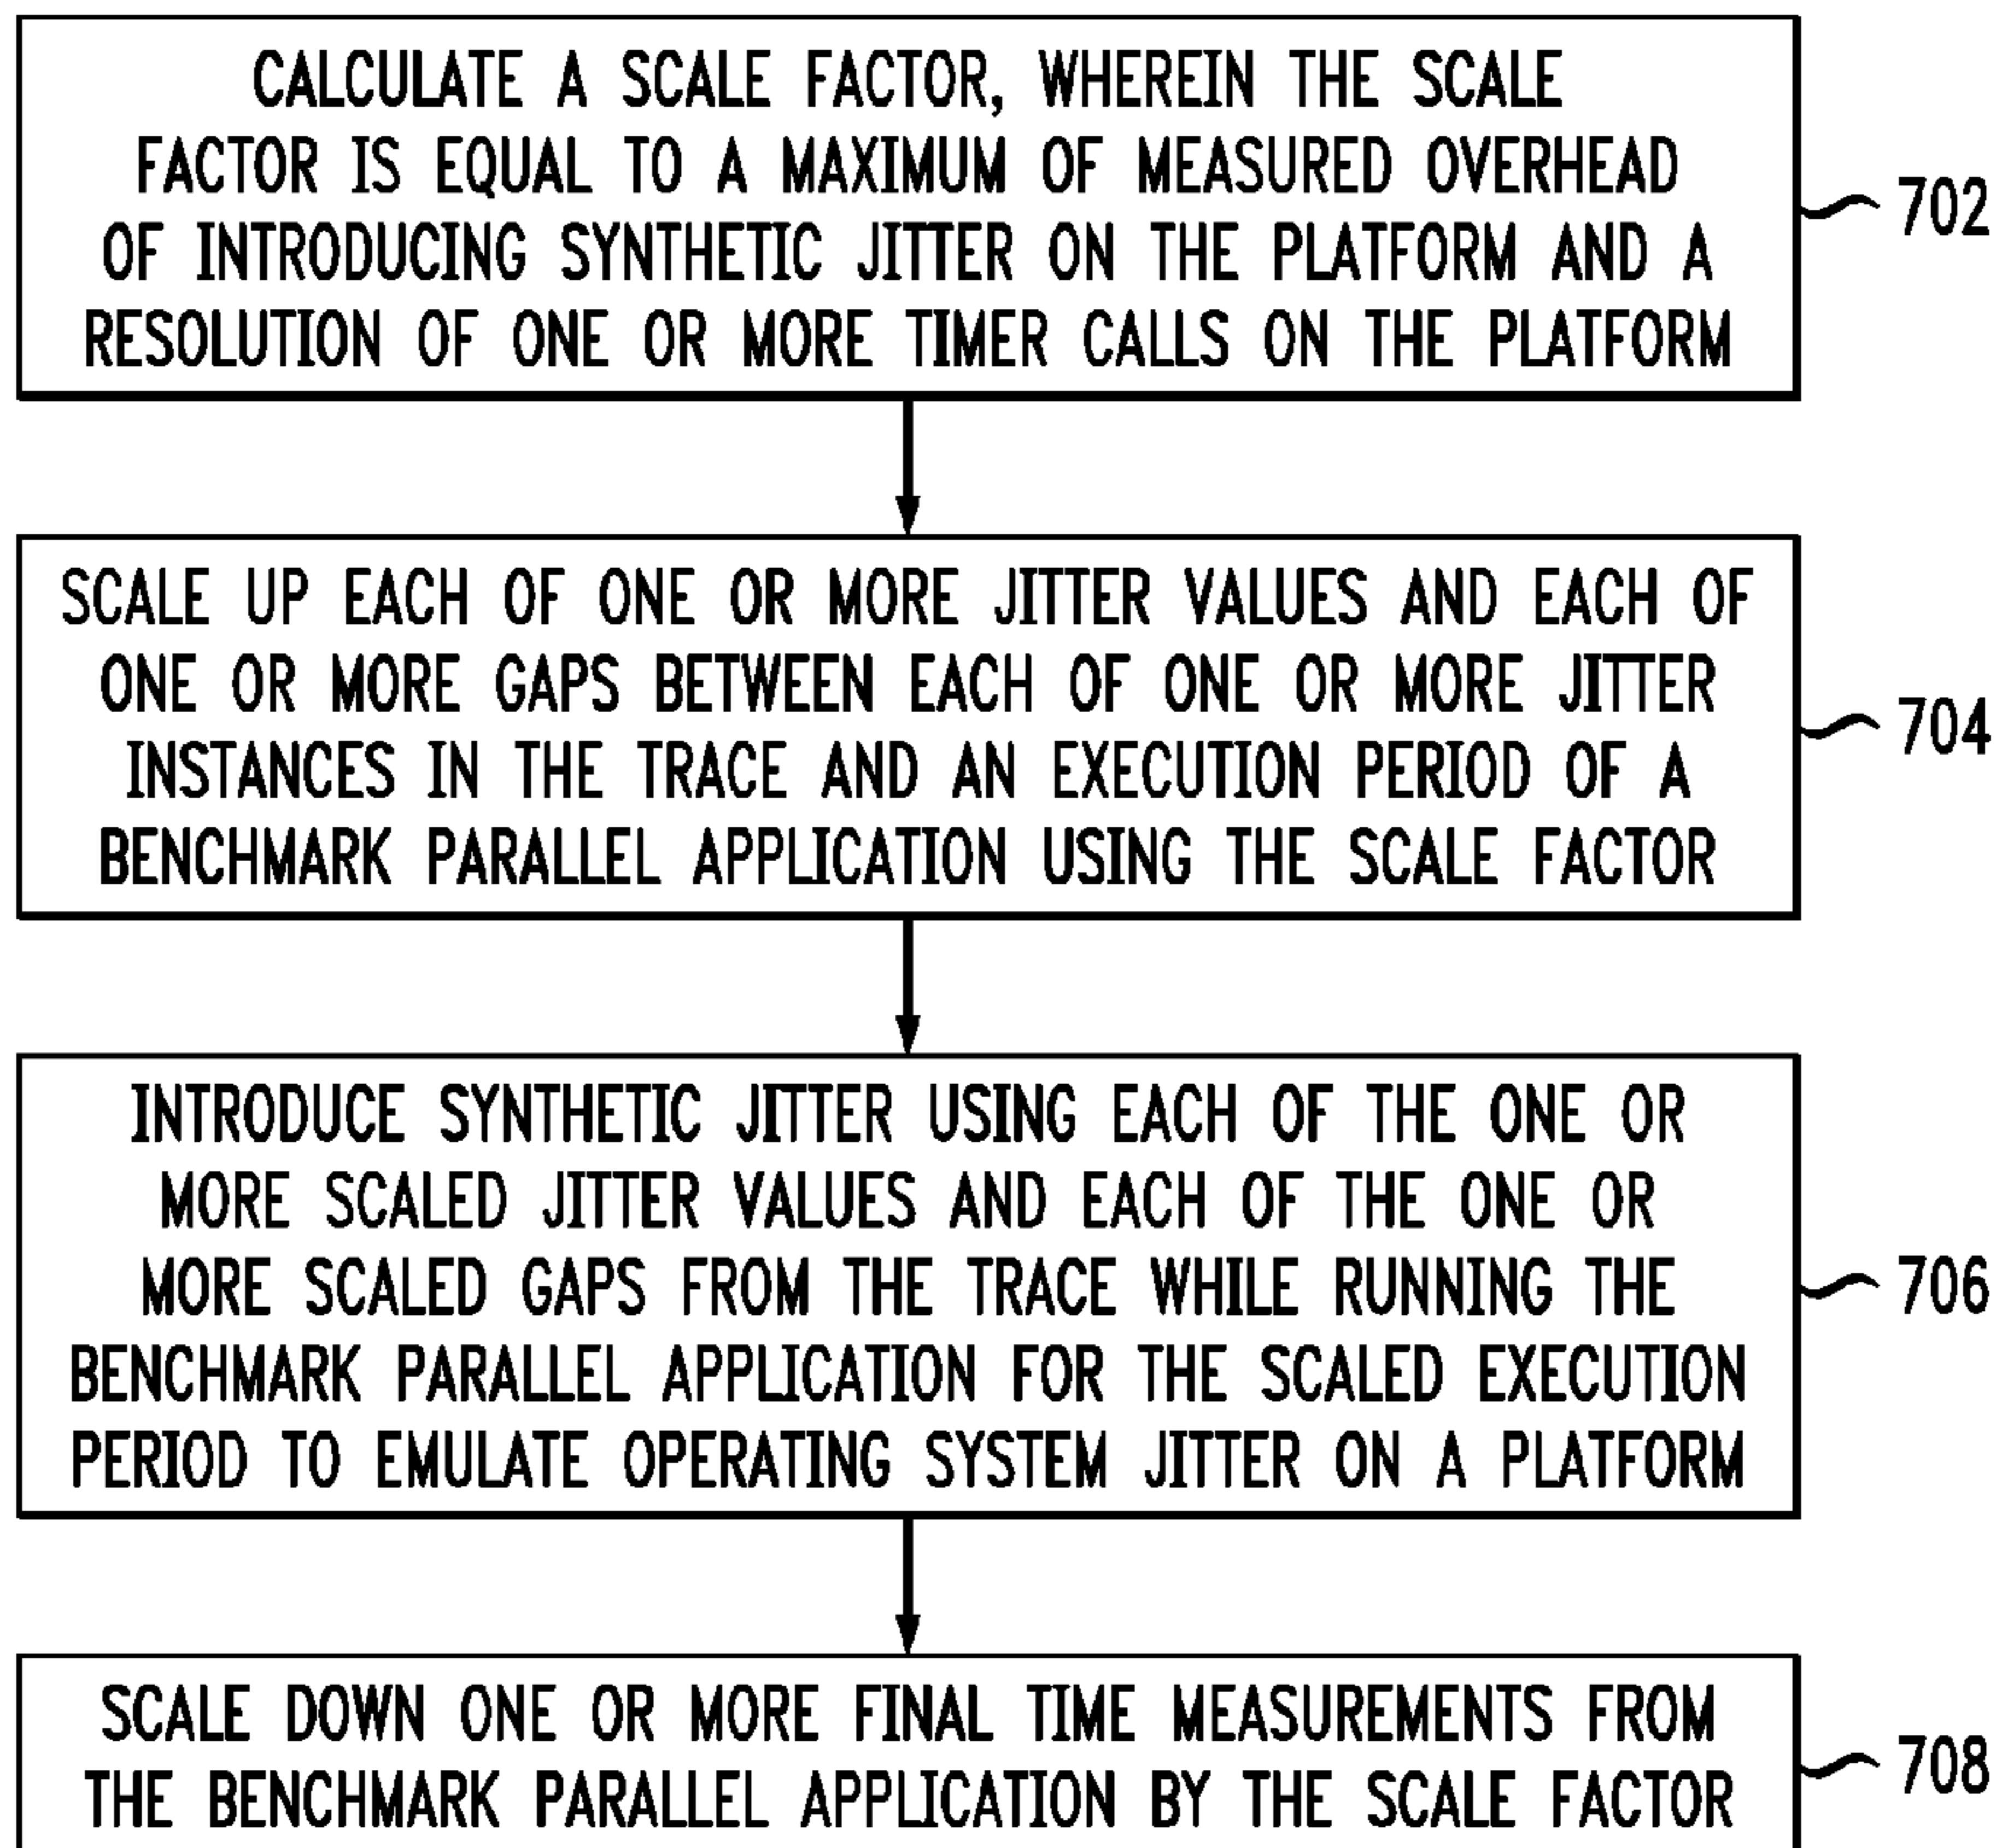 CALCULATE A SCALE FACTOR, WHEREIN THE SCALE
FACTOR IS EQUAL TO A MAXIMUM OF MEASURED OVERHEAD
OF INTRODUCING SYNTHETIC JITTER ON THE PLATFORM AND A
RESOLUTION OF ONE OR MORE TIMER CALLS ON THE PLATFORM
702
SCALE UP EACH OF ONE OR MORE JITTER VALUES AND EACH OF
ONE OR MORE GAPS BETWEEN EACH OF ONE OR MORE JITTER
INSTANCES IN THE TRACE AND AN EXECUTION PERIOD OF A
BENCHMARK PARALLEL APPLICATION USING THE SCALE FACTOR
704
INTRODUCE SYNTHETIC JITTER USING EACH OF THE ONE OR
MORE SCALED JITTER VALUES AND EACH OF THE ONE OR
MORE SCALED GAPS FROM THE TRACE WHILE RUNNING THE
BENCHMARK PARALLEL APPLICATION FOR THE SCALED EXECUTION
PERIOD TO EMULATE OPERATING SYSTEM JITTER ON A PLATFORM
706
SCALE DOWN ONE OR MORE FINAL TIME MEASUREMENTS FROM
THE BENCHMARK PARALLEL APPLICATION BY THE SCALE FACTOR
708